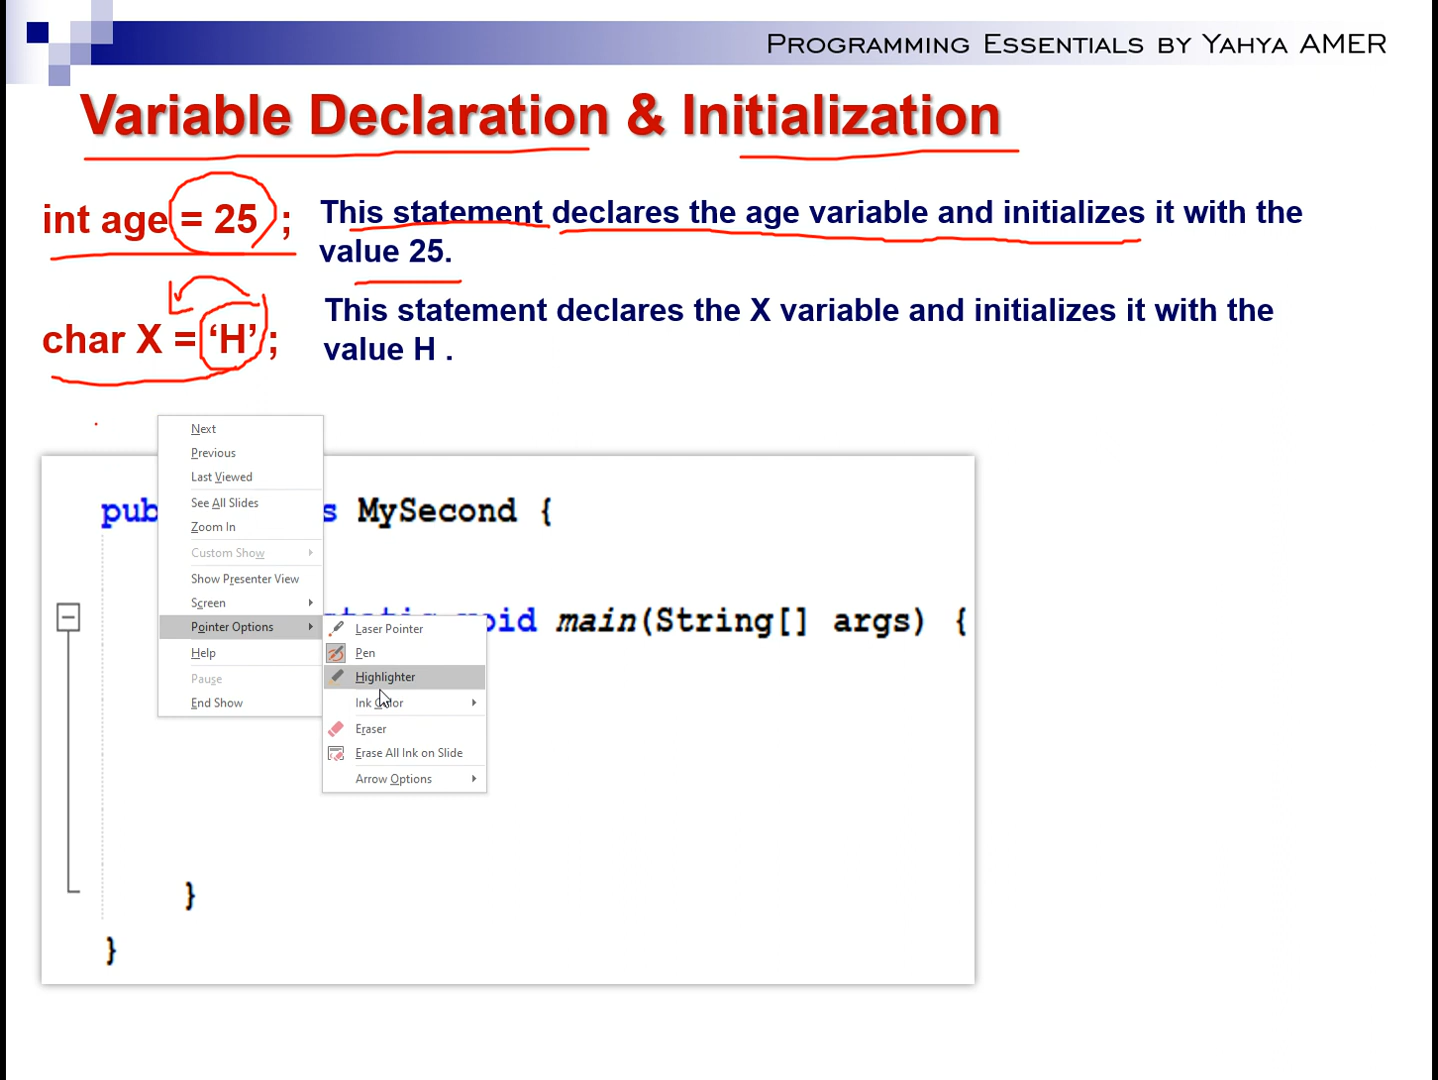 PROGRAMMING ESSENTIALS BY YAHYA AMER
Variable Declaration & Initialization
int age = 25 ;
This statement declares the age variable and initializes it with the
value 25.
char X = ‘H’ ;
This statement declares the X variable and initializes it with the
value H .
Next
Previous
Last Viewed
See All Slides
Zoom In
Custom Show
Show Presenter View
Screen
Pointer Options
Help
Pause
End Show
Laser Pointer
Pen
Highlighter
Ink Color
Eraser
Erase All Ink on Slide
Arrow Options
pub s MySecond {
static void main(String[] args) {
}
}